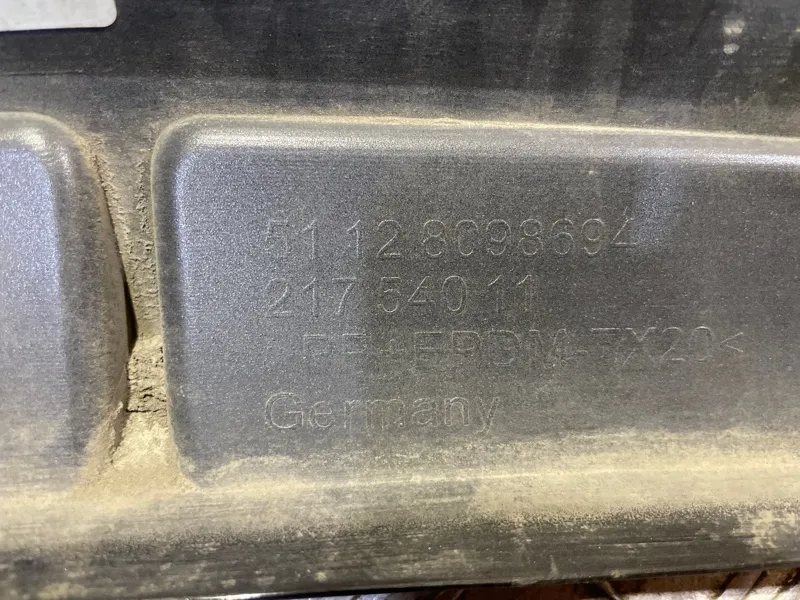 51 12 8098694
217 540 11
>PP+EPDM-TX20<
Germany